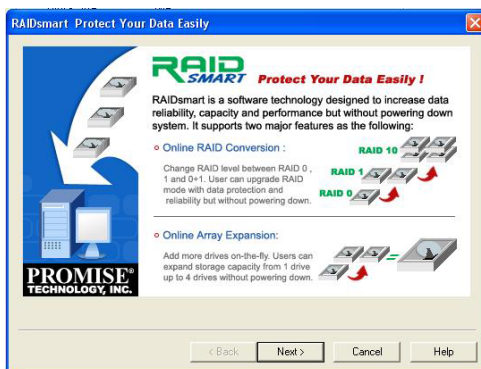 RAIDsmart Protect Your Data Easily
RAID
SMART Protect Your Data Easily !
RAIDsmart is a software technology designed to increase data
reliability, capacity and performance but without powering down
system. It supports two major features as the following:
Online RAID Conversion :
Change RAID level between RAID 0 ,
1 and 0+1. User can upgrade RAID
mode with data protection and
reliability but without powering down.
RAID 10
RAID 1
RAID 0
Online Array Expansion:
Add more drives on-the-fly. Users can
expand storage capacity from 1 drive
up to 4 drives without powering down.
=
PROMISE®
TECHNOLOGY, INC.
< Back
Next >
Cancel
Help